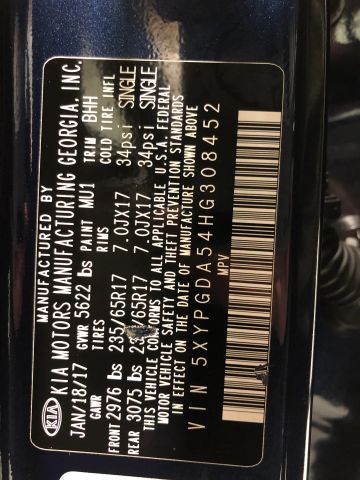 KIA
MANUFACTURED BY
KIA MOTORS MANUFACTURING GEORGIA, INC.
JAN/18/17 GVWR 5622 lbs PAINT MU1 TRIM BHH
GAWR TIRES RIMS COLD TIRE INFL
FRONT 2976 lbs 235/65R17 7.0JX17 34psi SINGLE
REAR 3075 lbs 235/65R17 7.0JX17 34psi SINGLE
THIS VEHICLE CONFORMS TO ALL APPLICABLE U.S.A. FEDERAL
MOTOR VEHICLE SAFETY AND THEFT PREVENTION STANDARDS
IN EFFECT ON THE DATE OF MANUFACTURE SHOWN ABOVE
VIN 5XYPGDA54HG308452
MPV